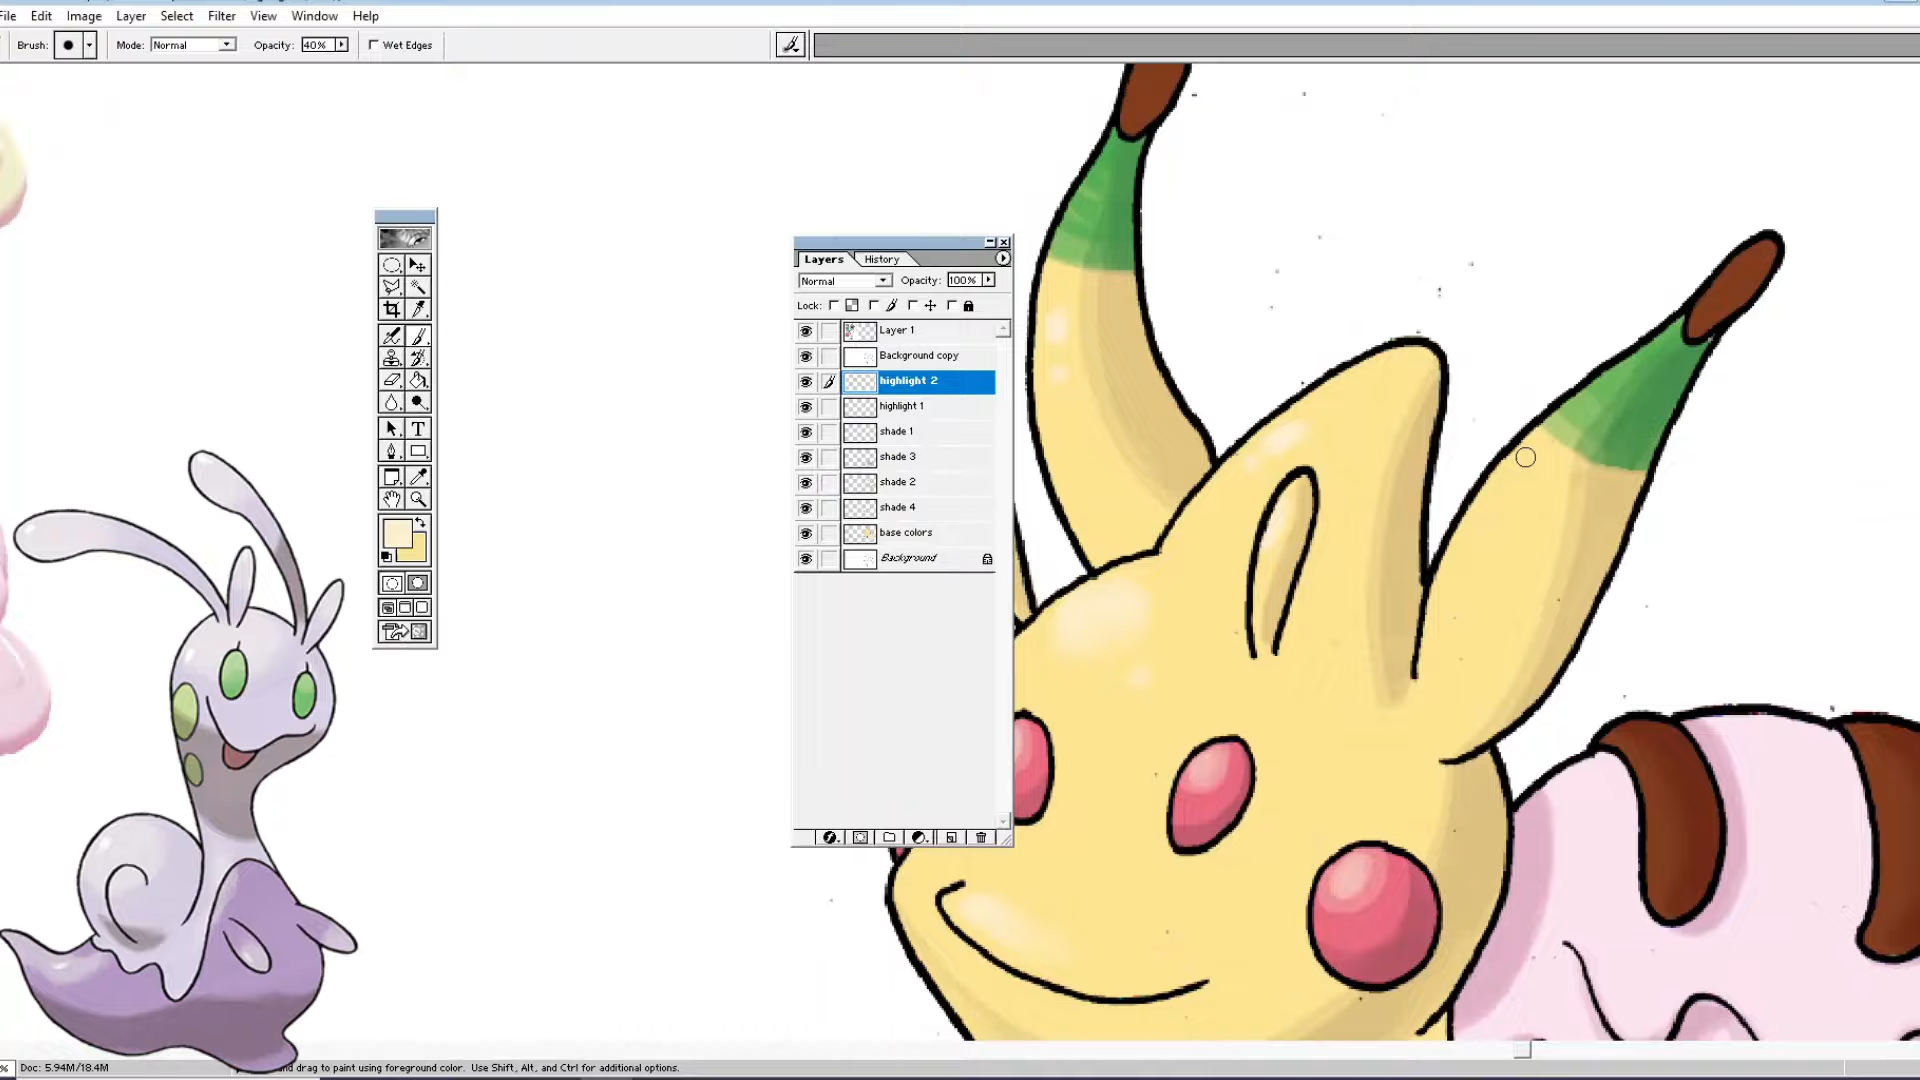 File Edit Image Layer Select Filter View Window Help
Brush: Mode: Normal Opacity: 40% Wet Edges
Layers History
Normal Opacity: 100%
Lock:
Layer 1
Background copy
highlight 2
highlight 1
shade 1
shade 3
shade 2
shade 4
base colors
Background
T
% Doc: 5.94M/18.4M and drag to paint using foreground color. Use Shift, Alt, and Ctrl for additional options.